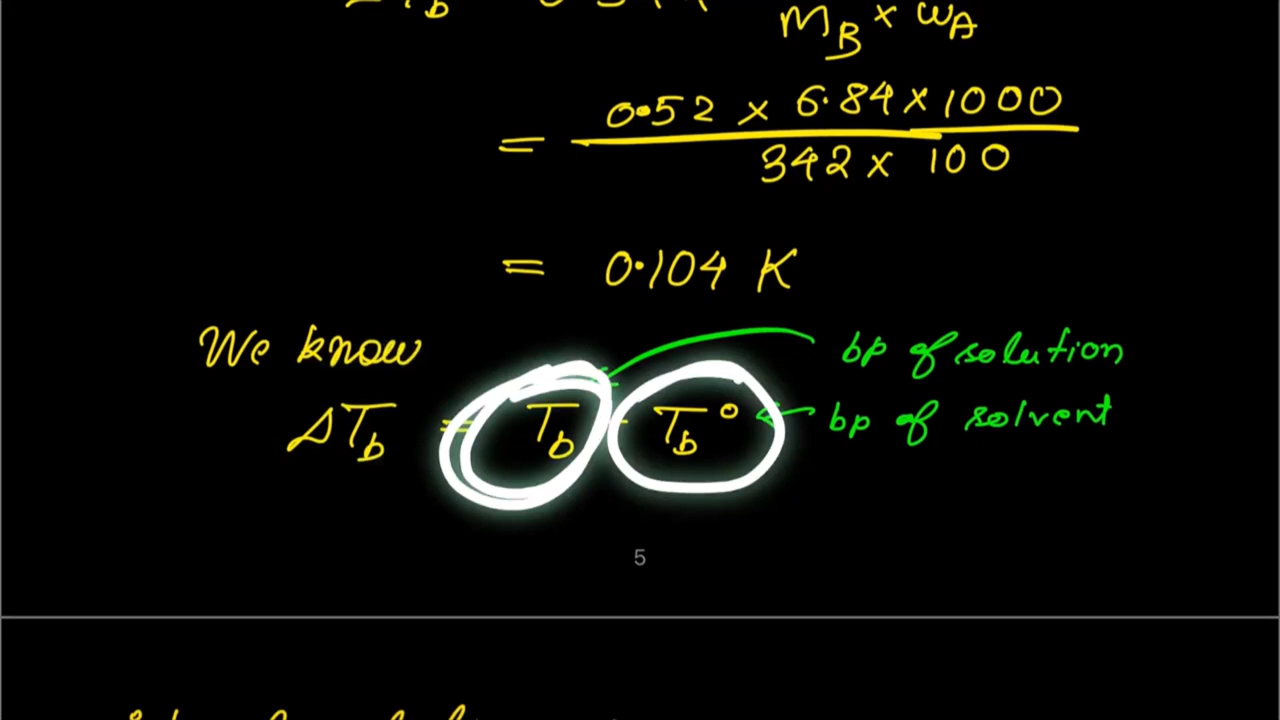 M_B × W_A
= 0.52 × 6.84 × 1000
342 × 100
= 0.104 K
We know
bp of solution
ΔT_b = T_b - T_b° bp of solvent
5